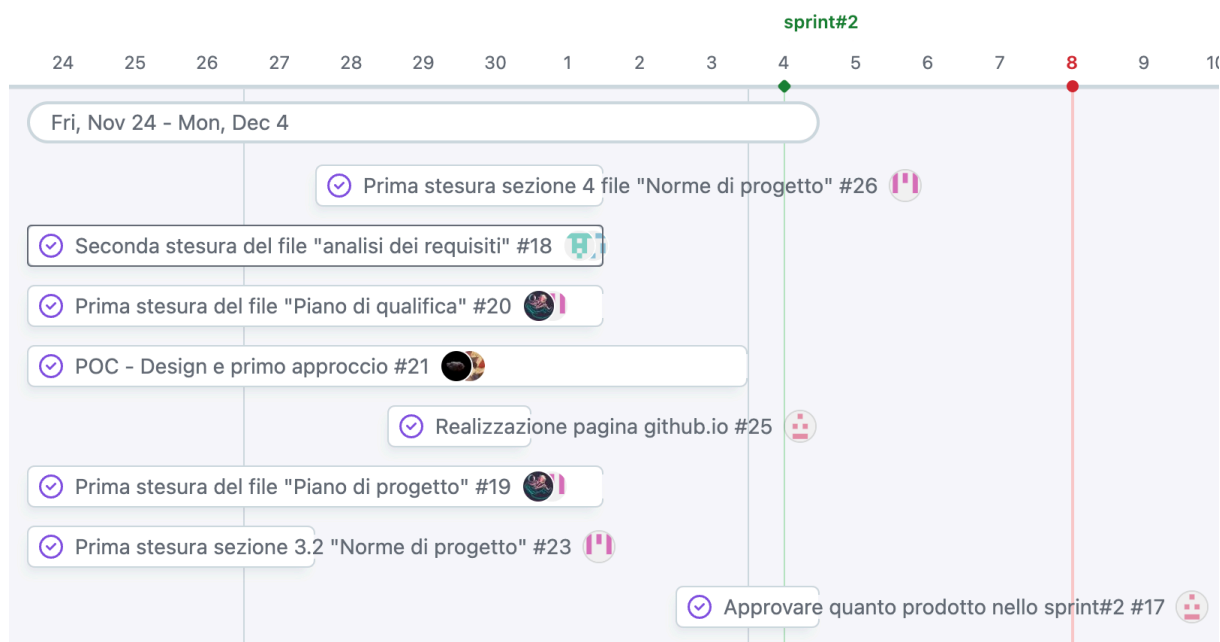 sprint#2
24 25 26 27 28 29 30 1 2 3 4 5 6 7 8 9 10
Fri, Nov 24 - Mon, Dec 4
Prima stesura sezione 4 file "Norme di progetto" #26
Seconda stesura del file "analisi dei requisiti" #18
Prima stesura del file "Piano di qualifica" #20
POC - Design e primo approccio #21
Realizzazione pagina github.io #25
Prima stesura del file "Piano di progetto" #19
Prima stesura sezione 3.2 "Norme di progetto" #23
Approvare quanto prodotto nello sprint#2 #17